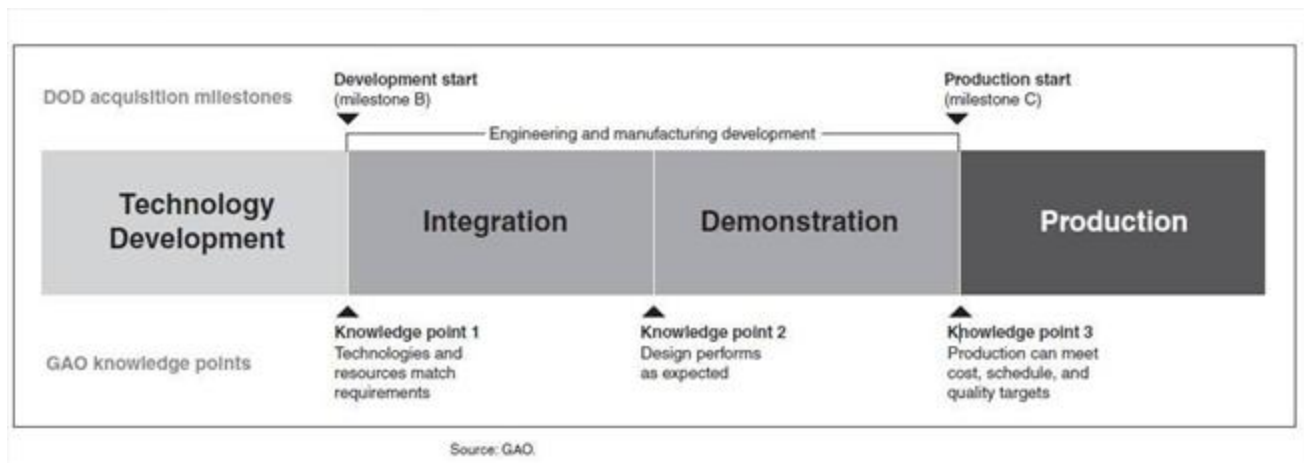 DOD acquisition milestones
Development start
(milestone B)
Production start
(milestone C)
Engineering and manufacturing development
Technology
Development
Integration
Demonstration
Production
GAO knowledge points
Knowledge point 1
Technologies and
resources match
requirements
Knowledge point 2
Design performs
as expected
Knowledge point 3
Production can meet
cost, schedule, and
quality targets
Source: GAO.